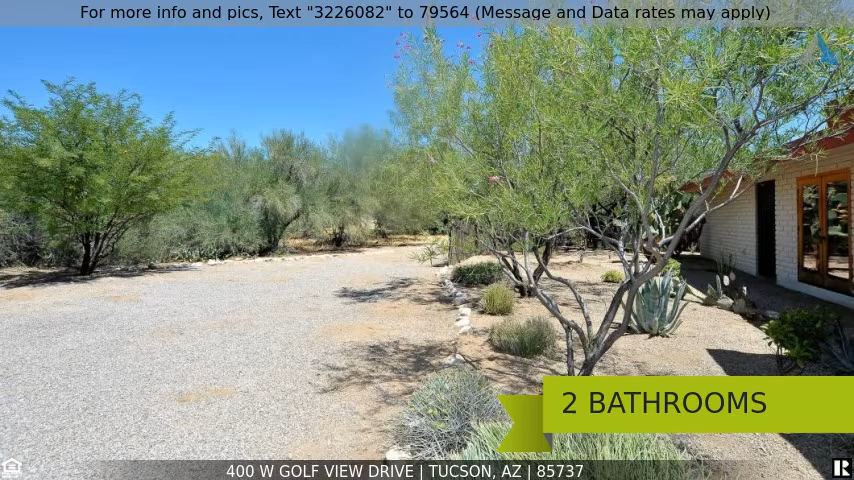 For more info and pics, Text "3226082" to 79564 (Message and Data rates may apply)
2 BATHROOMS
400 W GOLF VIEW DRIVE | TUCSON, AZ | 85737